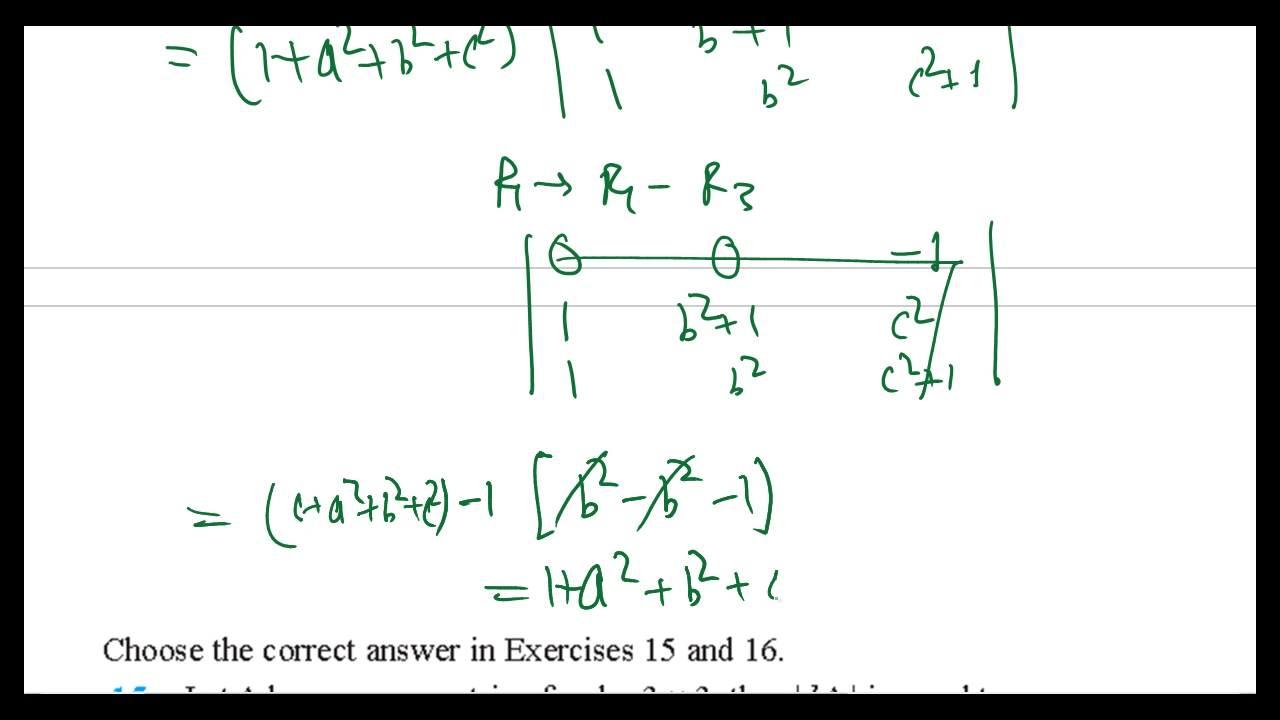 = (1+a²+b²+c²) | 1 b²+1
1 b² c²+1 |
R₁ → R₁ - R₃
| 0 0 -1 |
| 1 b²+1 c² |
| 1 b² c²+1 |
= (1+a²+b²+c²) -1 [b² - b² -1]
= 1+a²+b²+c
Choose the correct answer in Exercises 15 and 16.